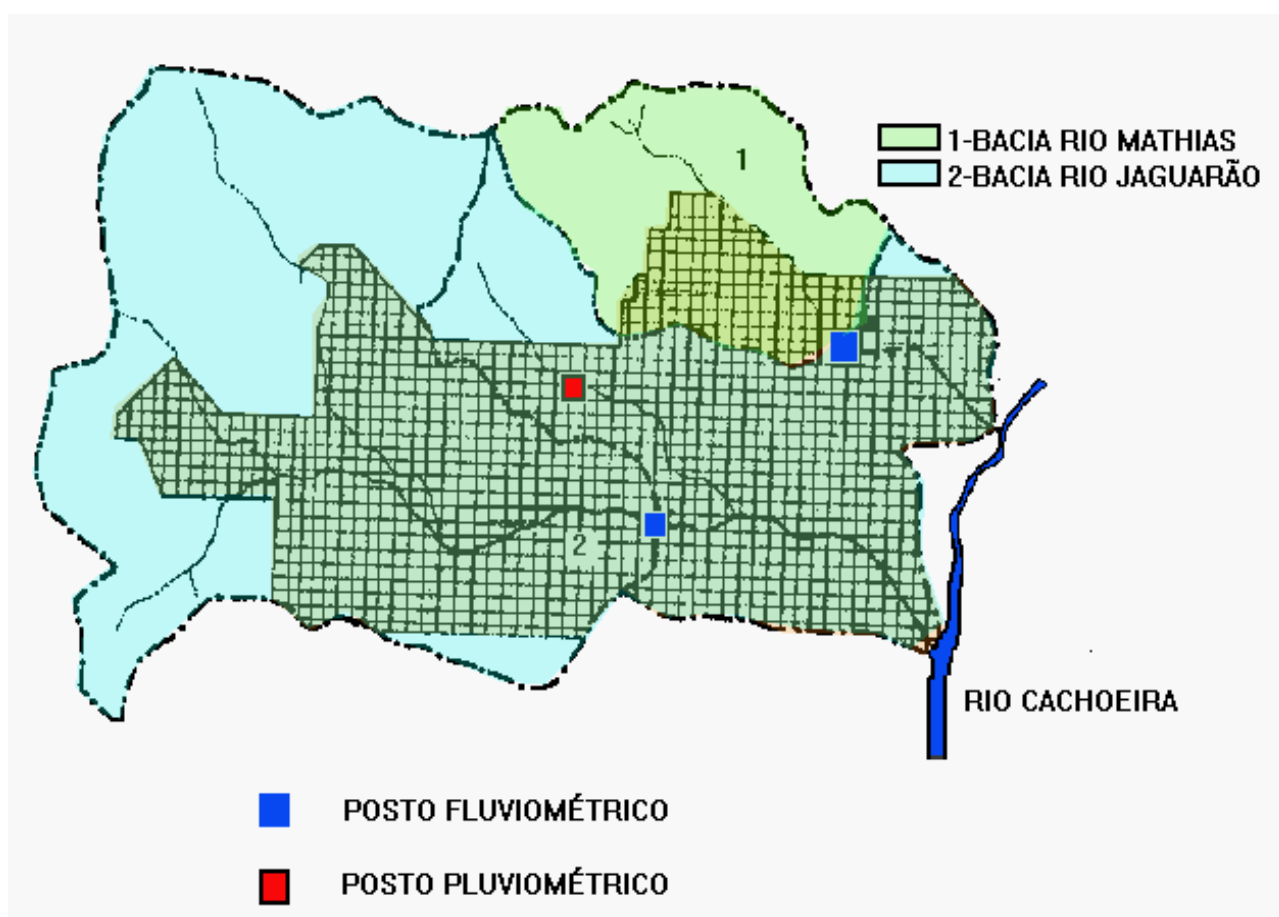 1
1-BACIA RIO MATHIAS
2-BACIA RIO JAGUARÃO
2
RIO CACHOEIRA
POSTO FLUVIOMÉTRICO
POSTO PLUVIOMÉTRICO